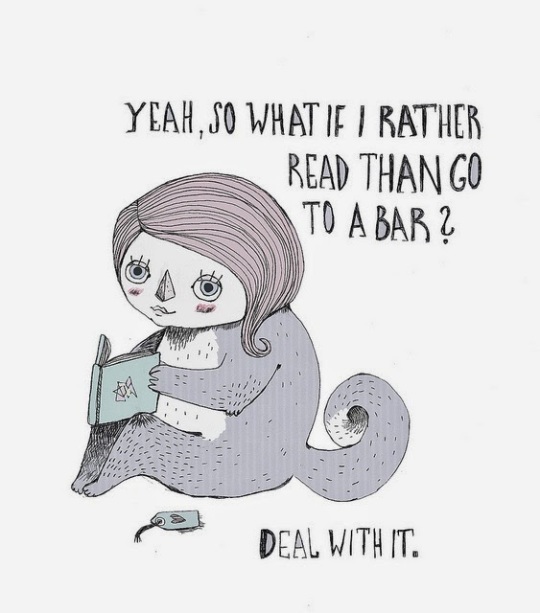 YEAH, SO WHAT IF I RATHER
READ THAN GO
TO A BAR?
DEAL WITH IT.